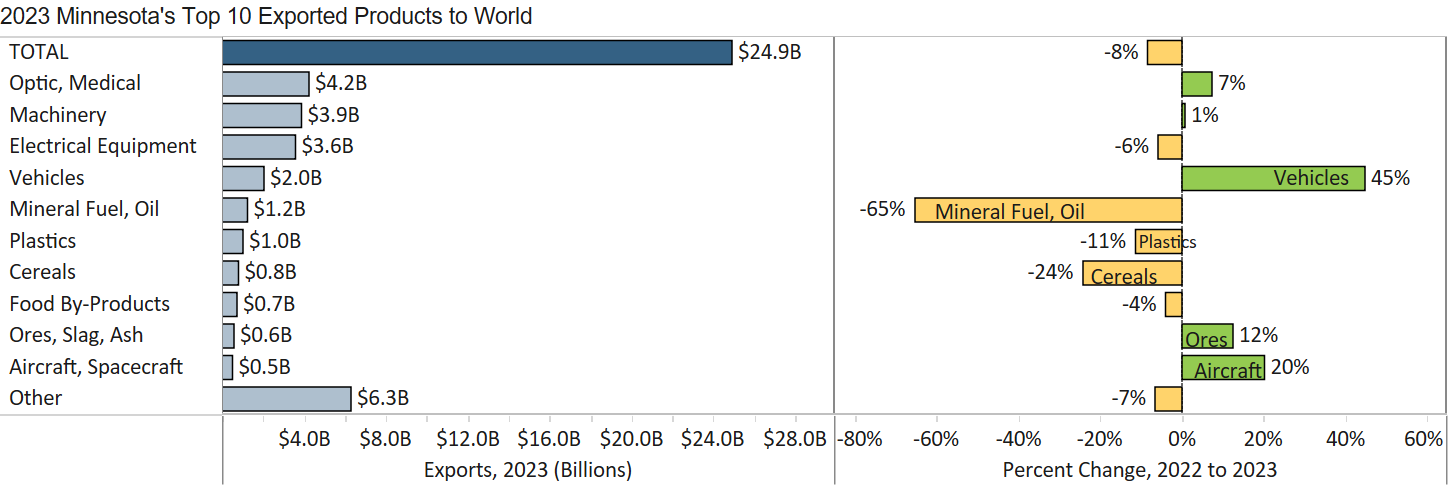 2023 Minnesota's Top 10 Exported Products to World
TOTAL $24.9B -8%
Optic, Medical $4.2B 7%
Machinery $3.9B 1%
Electrical Equipment $3.6B -6%
Vehicles $2.0B Vehicles 45%
Mineral Fuel, Oil $1.2B -65% Mineral Fuel, Oil
Plastics $1.0B -11% Plastics
Cereals $0.8B -24% Cereals
Food By-Products $0.7B -4%
Ores, Slag, Ash $0.6B Ores 12%
Aircraft, Spacecraft $0.5B Aircraft 20%
Other $6.3B -7%
$4.0B $8.0B $12.0B $16.0B $20.0B $24.0B $28.0B -80% -60% -40% -20% 0% 20% 40% 60%
Exports, 2023 (Billions) Percent Change, 2022 to 2023